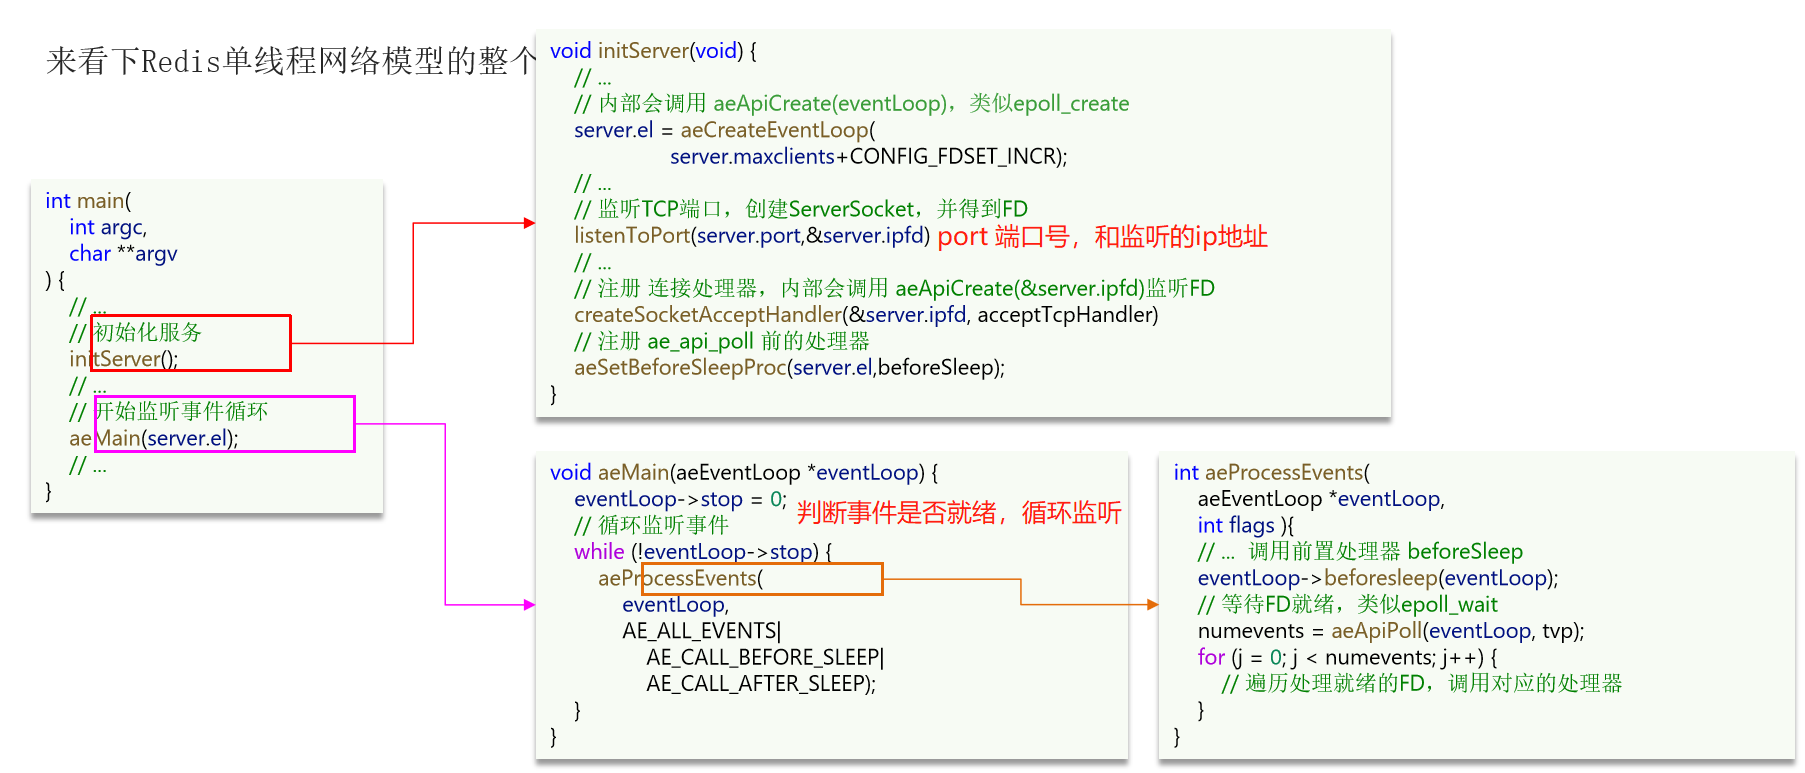 来看下Redis单线程网络模型的整个
int main(
int argc,
char **argv
) {
// ...
// 初始化服务
initServer();
// ...
// 开始监听事件循环
aeMain(server.el);
// ...
}
void initServer(void) {
// ...
// 内部会调用 aeApiCreate(eventLoop)，类似epoll_create
server.el = aeCreateEventLoop(
server.maxclients+CONFIG_FDSET_INCR);
// ...
// 监听TCP端口，创建ServerSocket，并得到FD
listenToPort(server.port,&server.ipfd) port 端口号，和监听的ip地址
// ...
// 注册 连接处理器，内部会调用 aeApiCreate(&server.ipfd)监听FD
createSocketAcceptHandler(&server.ipfd, acceptTcpHandler)
// 注册 ae_api_poll 前的处理器
aeSetBeforeSleepProc(server.el,beforeSleep);
}
void aeMain(aeEventLoop *eventLoop) {
eventLoop->stop = 0;
判断事件是否就绪，循环监听
// 循环监听事件
while (!eventLoop->stop) {
aeProcessEvents(
eventLoop,
AE_ALL_EVENTS|
AE_CALL_BEFORE_SLEEP|
AE_CALL_AFTER_SLEEP);
}
}
int aeProcessEvents(
aeEventLoop *eventLoop,
int flags ){
// ... 调用前置处理器 beforeSleep
eventLoop->beforesleep(eventLoop);
// 等待FD就绪，类似epoll_wait
numevents = aeApiPoll(eventLoop, tvp);
for (j = 0; j < numevents; j++) {
// 遍历处理就绪的FD，调用对应的处理器
}
}